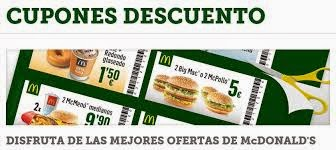 CUPONES DESCUENTO
Redondo
glaseado
1'50
€
2 Big Mac® o 2 McPollo®
5€
2 McMenú® medianos
9'90
DISFRUTA DE LAS MEJORES OFERTAS DE McDONALD'S